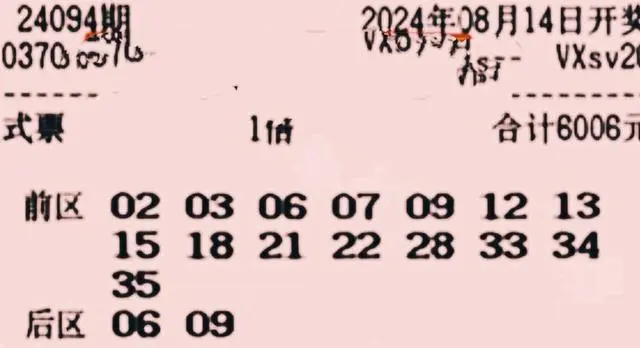 24094期 2024年08月14日开奖
VXsv20
式票 1倍 合计6006元
前区 02 03 06 07 09 12 13
15 18 21 22 28 33 34
35
后区 06 09